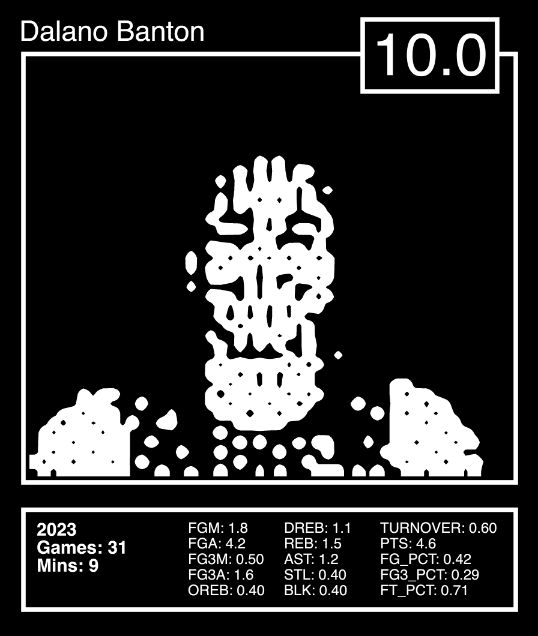 Dalano Banton
10.0
2023
Games: 31
Mins: 9
FGM: 1.8
FGA: 4.2
FG3M: 0.50
FG3A: 1.6
OREB: 0.40
DREB: 1.1
REB: 1.5
AST: 1.2
STL: 0.40
BLK: 0.40
TURNOVER: 0.60
PTS: 4.6
FG_PCT: 0.42
FG3_PCT: 0.29
FT_PCT: 0.71